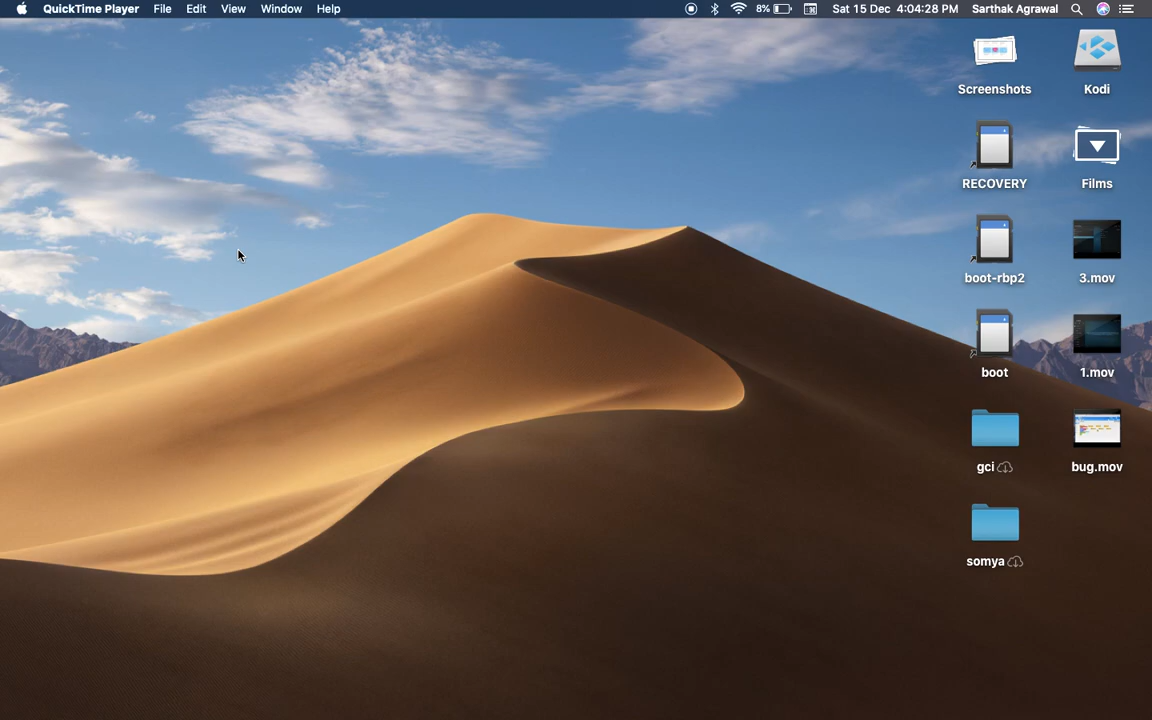 QuickTime Player File Edit View Window Help 8% Sat 15 Dec 4:04:28 PM Sarthak Agrawal
Screenshots Kodi
RECOVERY Films
boot-rbp2 3.mov
boot 1.mov
gci bug.mov
somya